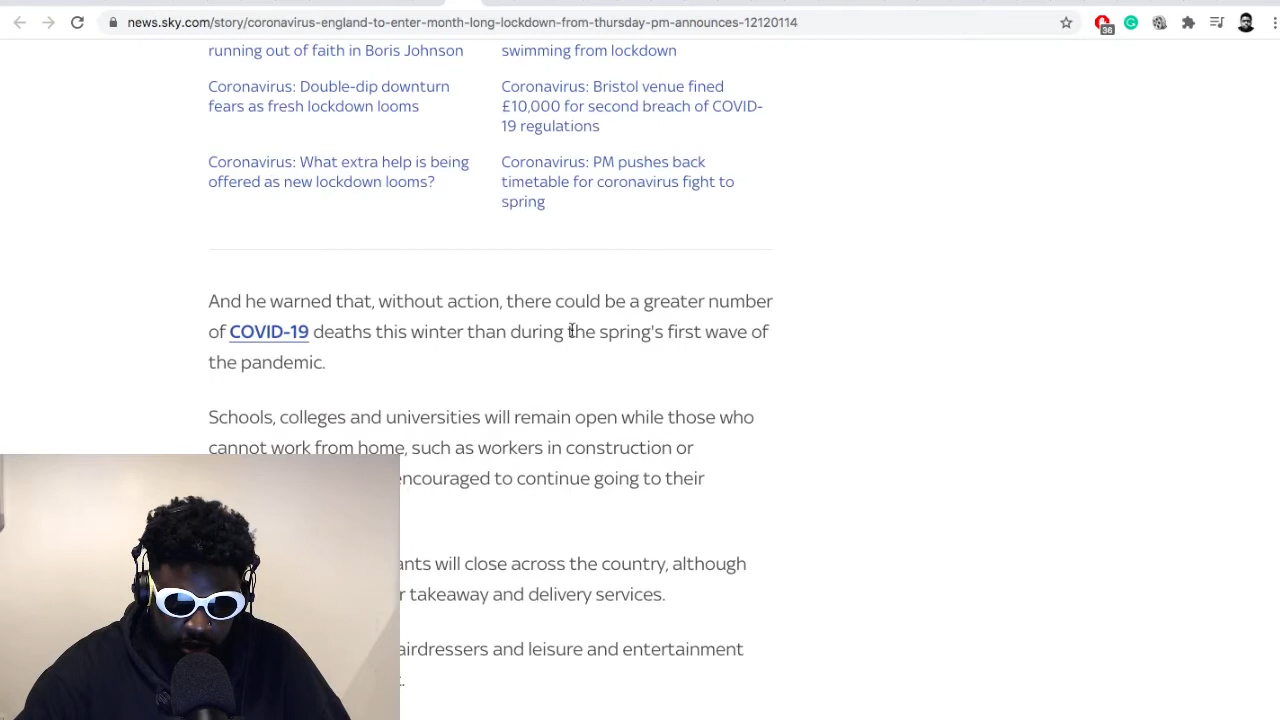 news.sky.com/story/coronavirus-england-to-enter-month-long-lockdown-from-thursday-pm-announces-12120114
36
running out of faith in Boris Johnson
swimming from lockdown
Coronavirus: Double-dip downturn
fears as fresh lockdown looms
Coronavirus: Bristol venue fined
£10,000 for second breach of COVID-
19 regulations
Coronavirus: What extra help is being
offered as new lockdown looms?
Coronavirus: PM pushes back
timetable for coronavirus fight to
spring
And he warned that, without action, there could be a greater number
of COVID-19 deaths this winter than during the spring's first wave of
the pandemic.
Schools, colleges and universities will remain open while those who
cannot work from home, such as workers in construction or
encouraged to continue going to their
will close across the country, although
takeaway and delivery services.
and leisure and entertainment